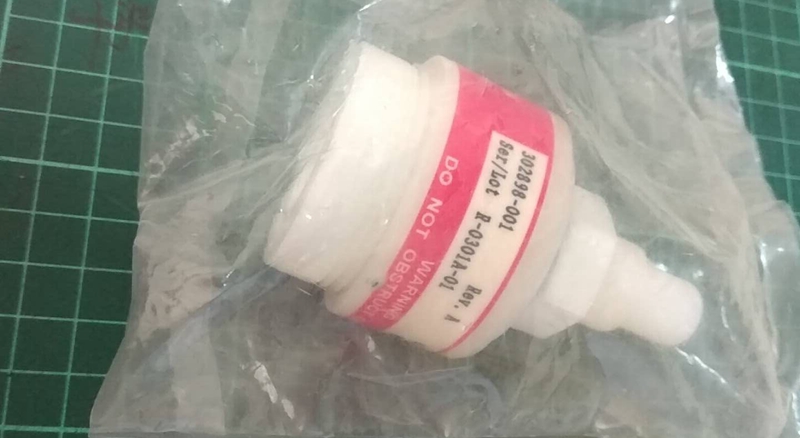 302898-001 Rev. A
Ser/Lot R-0301A-01
WARNING
DO NOT OBSTRUCT